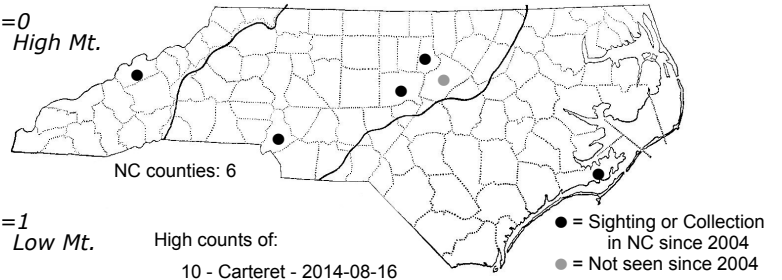 =0
High Mt.
NC counties: 6
=1
Low Mt.
High counts of:
10 - Carteret - 2014-08-16
= Sighting or Collection
in NC since 2004
= Not seen since 2004